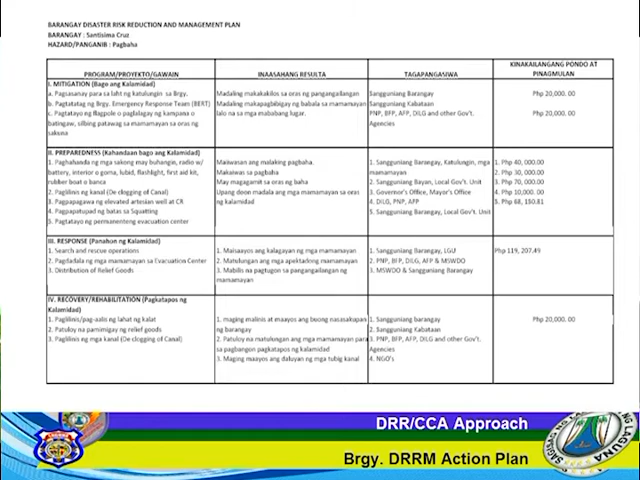 BARANGAY DISASTER RISK REDUCTION AND MANAGEMENT PLAN
BARANGAY : Santisima Cruz
HAZARD/PANGANIB : Pagbaha
PROGRAM/PROYEKTO/GAWAIN
INAASAHANG RESULTA
TAGAPANGASIWA
KINAKAILANGANG PONDO AT
PINAGMULAN
I. MITIGATION (Bago ang Kalamidad)
a. Pagsasanay para sa laht ng katulungin sa Brgy.
b. Pagtatatag ng Brgy. Emergency Response Team (BERT)
c. Pagtatayo ng flagpole o paglalagay ng kampana o
batingaw, silbing patawag sa mamamayan sa oras ng
sakuna
Madaling makakakilos sa oras ng pangangailangan
Madaling makapagbibigay ng babala sa mamamayan
lalo na sa mga mababang lugar.
Sangguniang Barangay
Sangguniang Kabataan
PNP, BFP, AFP, DILG and other Gov't.
Agencies
Php 20,000. 00
Php 20,000. 00
II. PREPAREDNESS (Kahandaan bago ang Kalamidad)
1. Paghahanda ng mga sakong may buhangin, radio w/
battery, interior o goma, lubid, flashlight, first aid kit,
rubber boat o banca
2. Paglilinis ng kanal (De clogging of Canal)
3. Pagpapagawa ng elevated artesian well at CR
4. Pagpapatupad ng batas sa Squatting
5. Pagtatayo ng permanenteng evacuation center
Maiiwasan ang malaking pagbaha.
Makaiwas sa pagbaha
May magagamit sa oras ng baha
Upang doon madala ang mga mamayan sa oras
ng kalamidad
1. Sangguniang Barangay, Katulungin, mga
mamayan
2. Sangguniang Bayan, Local Gov't. Unit
3. Governor's Office, Mayor's Office
4. DILG, PNP, AFP
5. Sangguniang Barangay, Local Gov't. Unit
1. Php 40, 000.00
2. Php 30, 000.00
3. Php 70, 000.00
4. Php 10, 000. 00
5. Php 68, 150.81
III. RESPONSE (Panahon ng Kalamidad)
1. Search and rescue operations
2. Pagdadala ng mga mamayan sa Evacuation Center
3. Distribution of Relief Goods
1. Maisaayos ang kalagayan ng mga mamamayan
2. Matulungan ang mga apektadong mamamayan
3. Mabilis na pagtugon sa pangangailangan ng
mamamayan
1. Sangguniang Barangay, LGU
2. PNP, BFP, DILG, AFP & MSWDO
3. MSWDO & Sangguniang Barangay
Php 119, 207.49
IV. RECOVERY/REHABILITATION (Pagkatapos ng
Kalamidad)
1. Paglilinis/pag-aalis ng lahat ng kalat
2. Patuloy na pamimigay ng relief goods
3. Paglilinis ng mga kanal (De clogging of Canal)
1. maging malinis at maayos ang buong nasasakupan
ng barangay
2. Patuloy na matulungan ang mga mamamayan para
sa pagbangon pagkatapos ng kalamidad
3. Maging maayos ang daluyan ng mga tubig kanal
1. Sangguniang barangay
2. Sangguniang Kabataan
3. PNP, BFP, AFP, DILG and other Gov't.
Agencies
4. NGO's
Php 20,000. 00
DRR/CCA Approach
Brgy. DRRM Action Plan
LAGUNA